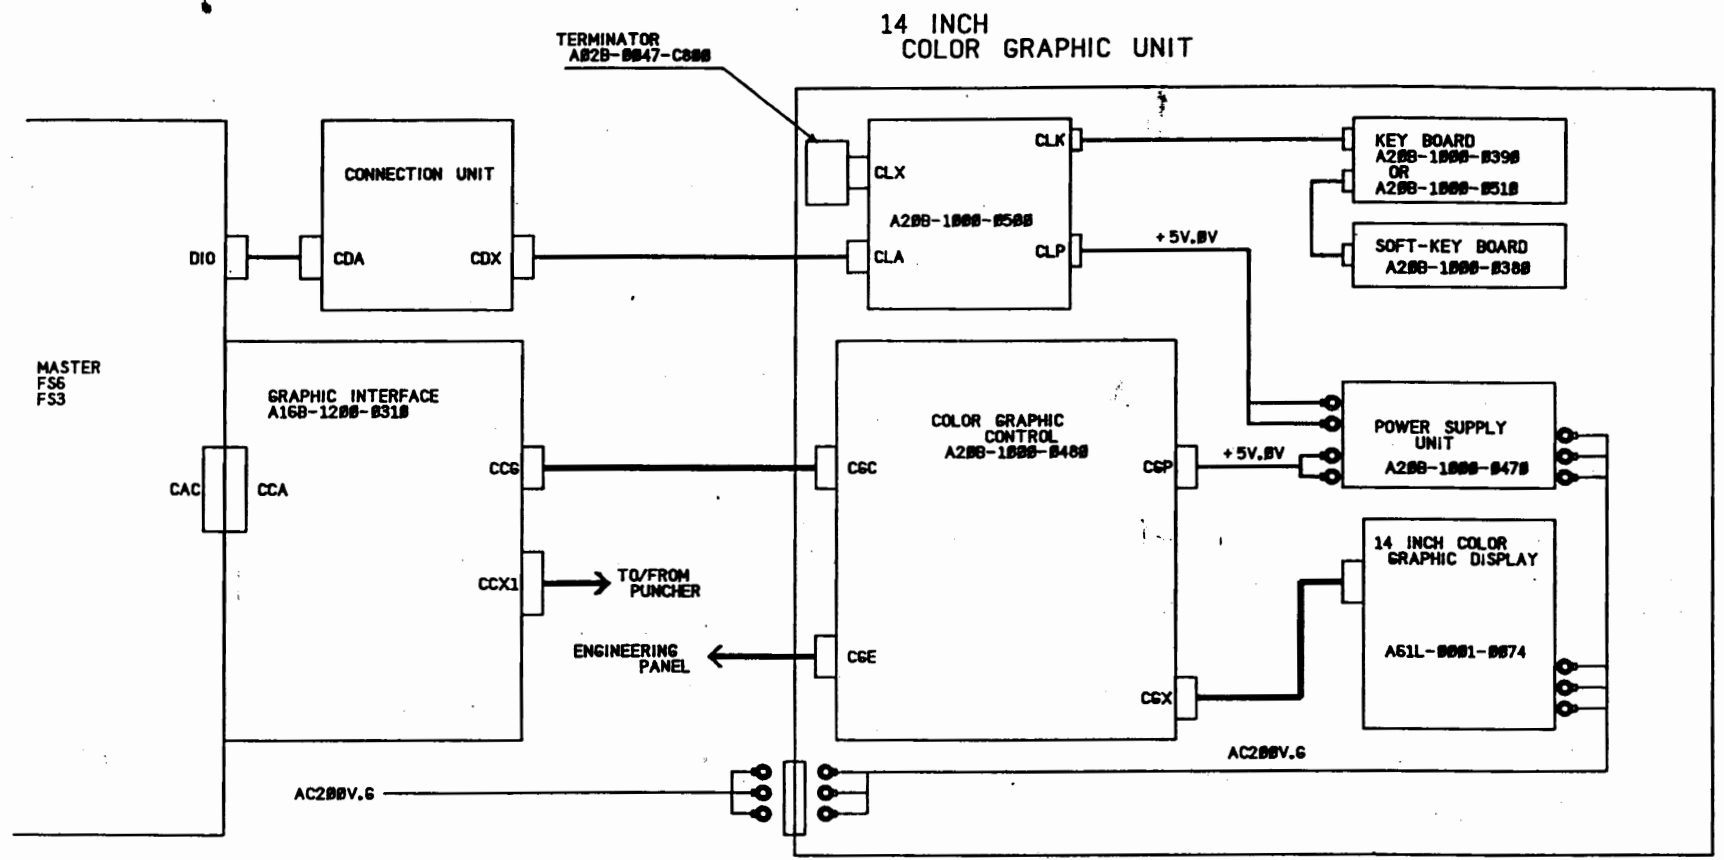 14 INCH
COLOR GRAPHIC UNIT
TERMINATOR
A02B-0047-C800
CONNECTION UNIT
DIO
CDA
CDX
CLX
CLK
A20B-1000-0500
CLA
CLP
+5V.0V
KEY BOARD
A20B-1000-0390
OR
A20B-1000-0510
SOFT-KEY BOARD
A20B-1000-0380
MASTER
FS6
FS3
GRAPHIC INTERFACE
A16B-1200-0310
CAC
CCA
CCG
CCX1
TO/FROM
PUNCHER
ENGINEERING
PANEL
COLOR GRAPHIC
CONTROL
A20B-1000-0480
CGC
CGP
CGE
CGX
+5V.0V
POWER SUPPLY
UNIT
A20B-1000-0470
14 INCH COLOR
GRAPHIC DISPLAY
A61L-0001-0074
AC200V.G
AC200V.G